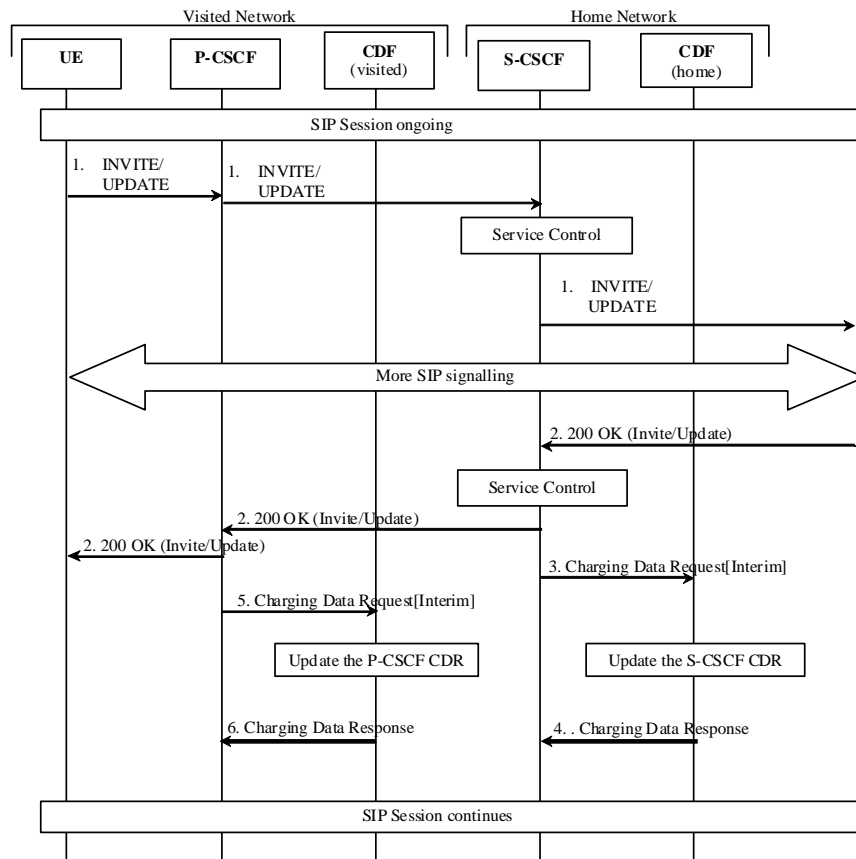 Visited Network
Home Network
UE
P-CSCF
CDF
(visited)
S-CSCF
CDF
(home)
SIP Session ongoing
1. INVITE/
UPDATE
1. INVITE/
UPDATE
Service Control
1. INVITE/
UPDATE
More SIP signalling
2. 200 OK (Invite/Update)
Service Control
2. 200 OK (Invite/Update)
2. 200 OK (Invite/Update)
3. Charging Data Request[Interim]
5. Charging Data Request[Interim]
Update the P-CSCF CDR
Update the S-CSCF CDR
6. Charging Data Response
4. . Charging Data Response
SIP Session continues